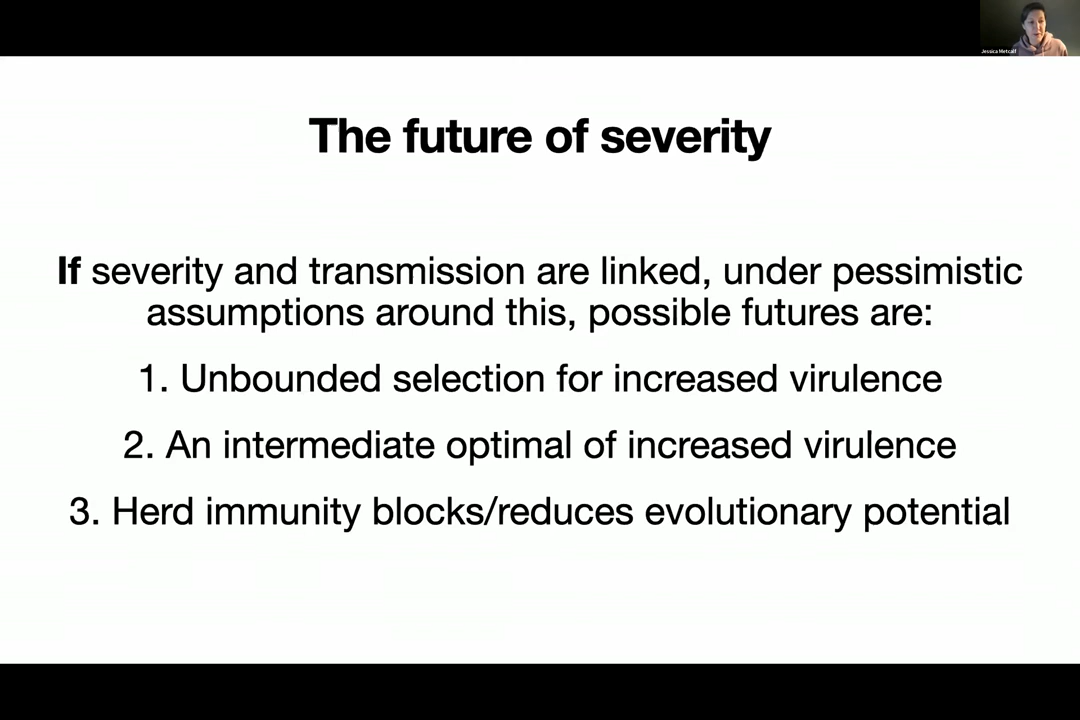 Jessica Metcalf
The future of severity
If severity and transmission are linked, under pessimistic
assumptions around this, possible futures are:
1. Unbounded selection for increased virulence
2. An intermediate optimal of increased virulence
3. Herd immunity blocks/reduces evolutionary potential